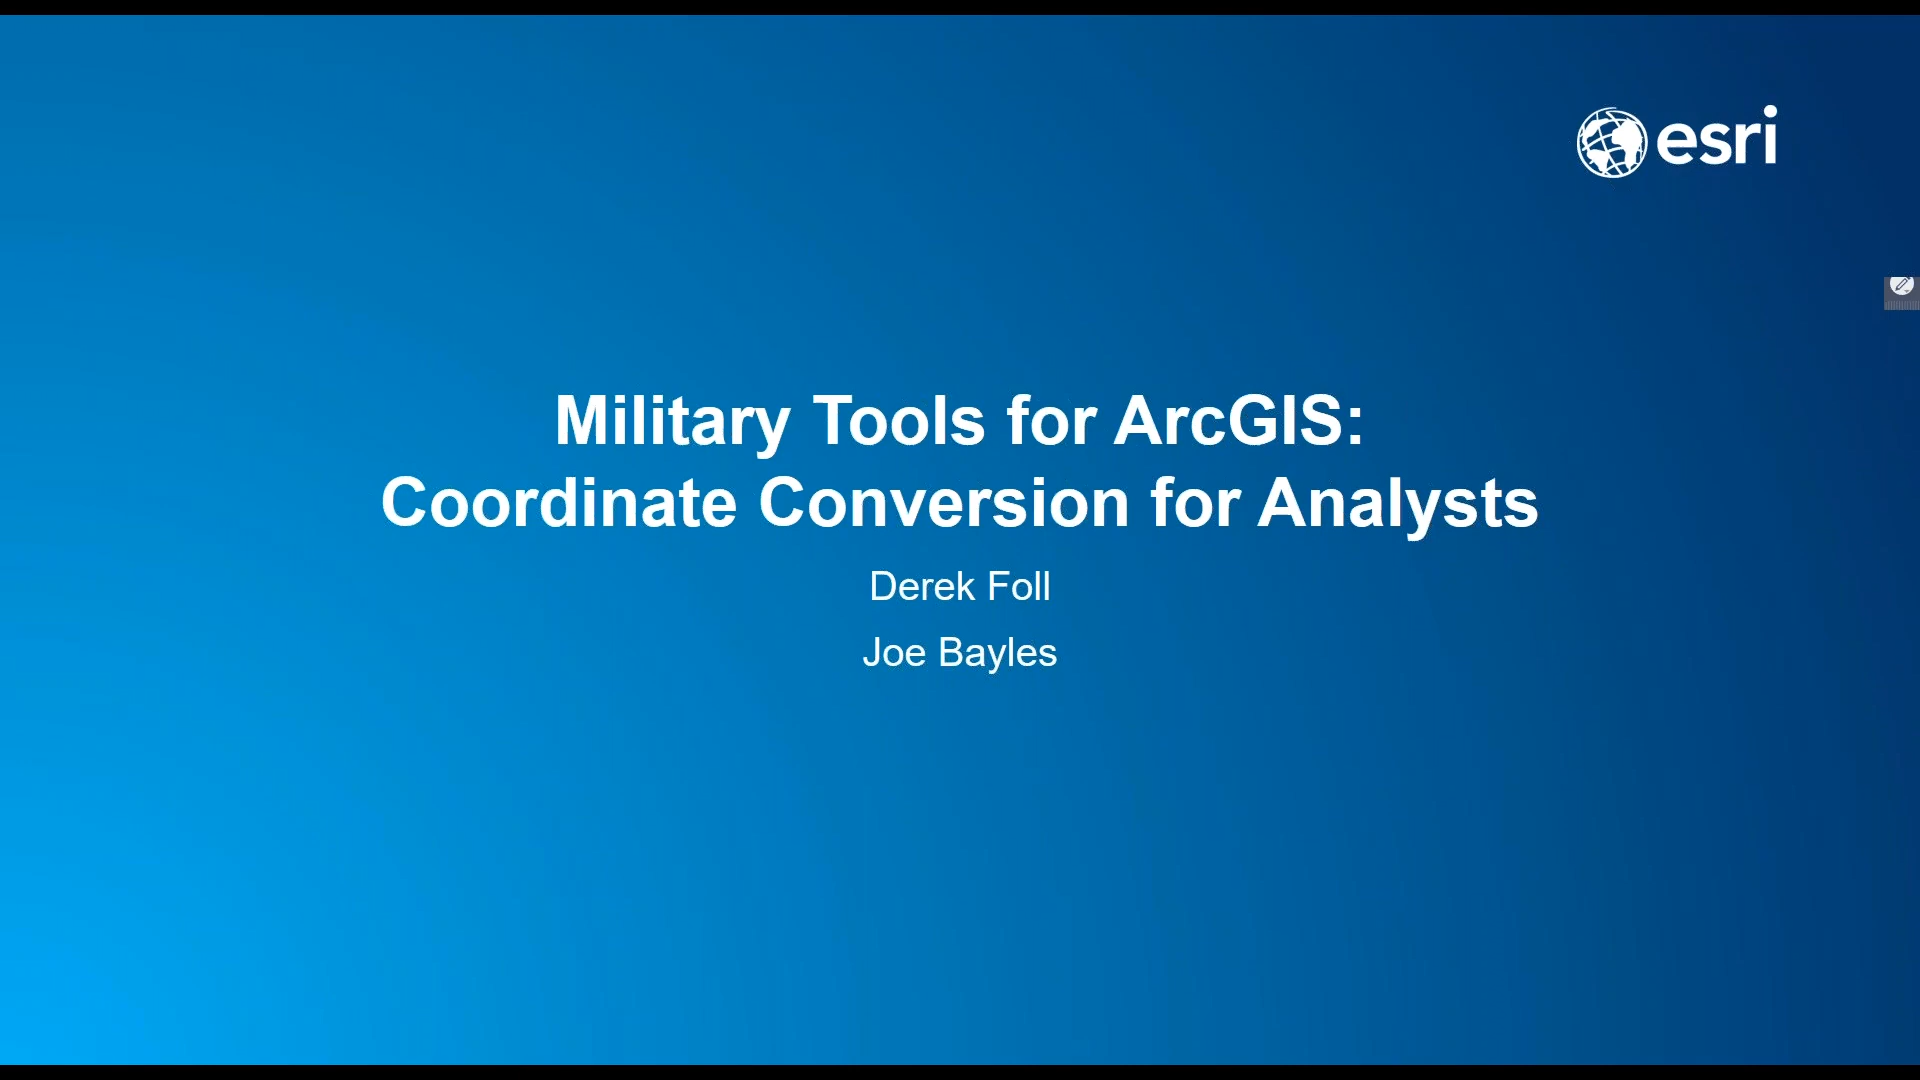 esri
Military Tools for ArcGIS:
Coordinate Conversion for Analysts
Derek Foll
Joe Bayles